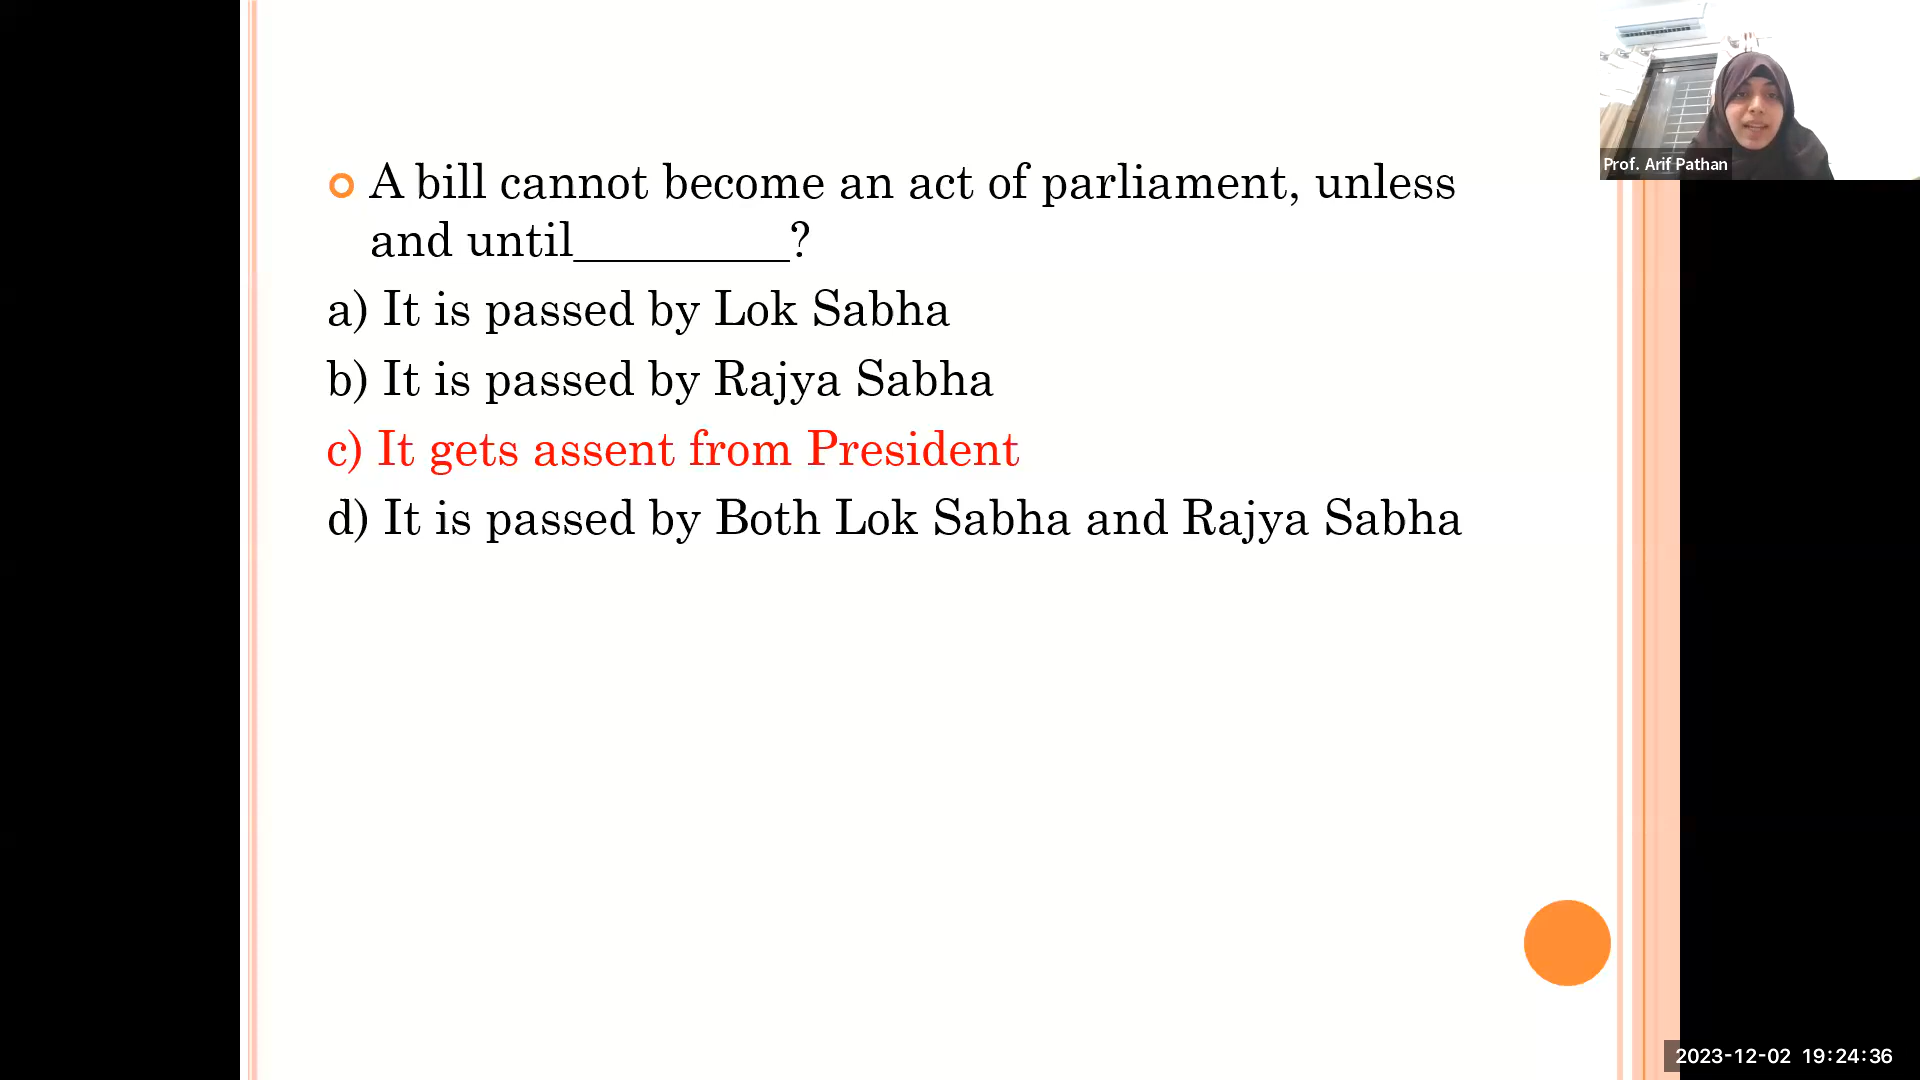 A bill cannot become an act of parliament, unless
and until_________?
a) It is passed by Lok Sabha
b) It is passed by Rajya Sabha
c) It gets assent from President
d) It is passed by Both Lok Sabha and Rajya Sabha
Prof. Arif Pathan
2023-12-02 19:24:36